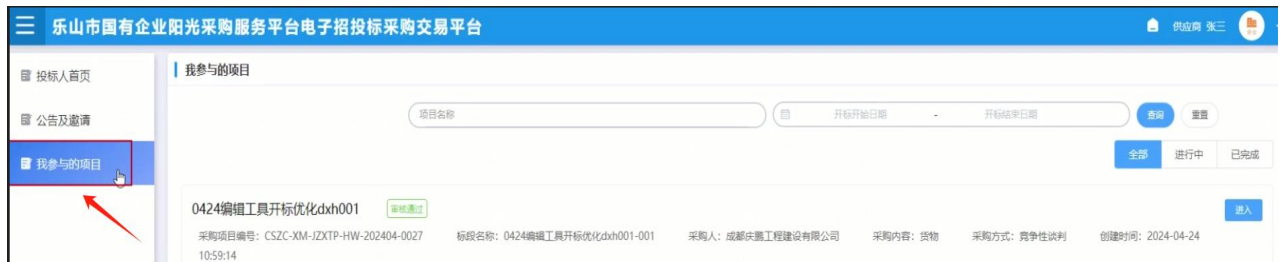 乐山市国有企业阳光采购服务平台电子招投标采购交易平台
供应商 张三
投标人首页
公告及邀请
我参与的项目
我参与的项目
项目名称
开标开始日期 - 开标结束日期
查询 重置
全部 进行中 已完成
0424编辑工具开标优化dxh001 审核通过
进入
采购项目编号：CSZC-XM-JZXTP-HW-202404-0027 标段名称：0424编辑工具开标优化dxh001-001 采购人：成都庆鹏工程建设有限公司 采购内容：货物 采购方式：竞争性谈判 创建时间：2024-04-24
10:59:14